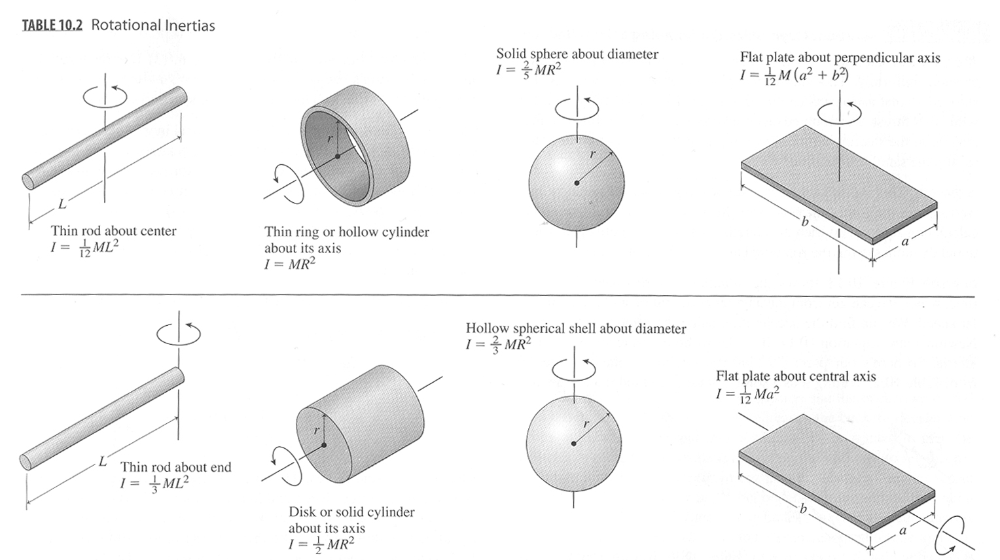 TABLE 10.2 Rotational Inertias
L
Thin rod about center
I = 1/12 ML²
r
Thin ring or hollow cylinder
about its axis
I = MR²
Solid sphere about diameter
I = 2/5 MR²
r
Flat plate about perpendicular axis
I = 1/12 M (a² + b²)
b
a
L
Thin rod about end
I = 1/3 ML²
r
Disk or solid cylinder
about its axis
I = 1/2 MR²
Hollow spherical shell about diameter
I = 2/3 MR²
r
Flat plate about central axis
I = 1/12 Ma²
b
a